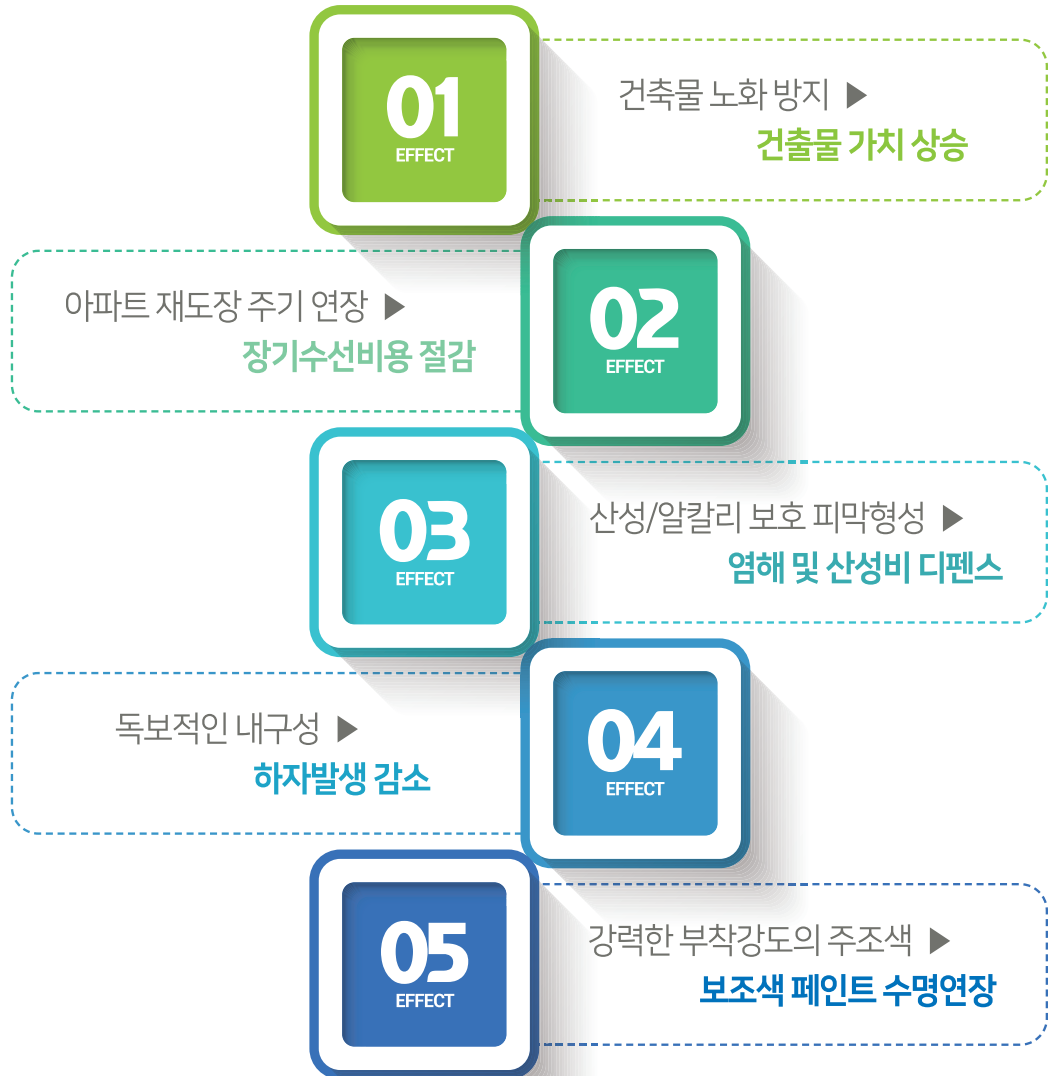 01
EFFECT
건축물 노화 방지 ▶
건출물 가치 상승
아파트 재도장 주기 연장 ▶
장기수선비용 절감
02
EFFECT
03
EFFECT
산성/알칼리 보호 피막형성 ▶
염해 및 산성비 디펜스
독보적인 내구성 ▶
하자발생 감소
04
EFFECT
05
EFFECT
강력한 부착강도의 주조색 ▶
보조색 페인트 수명연장